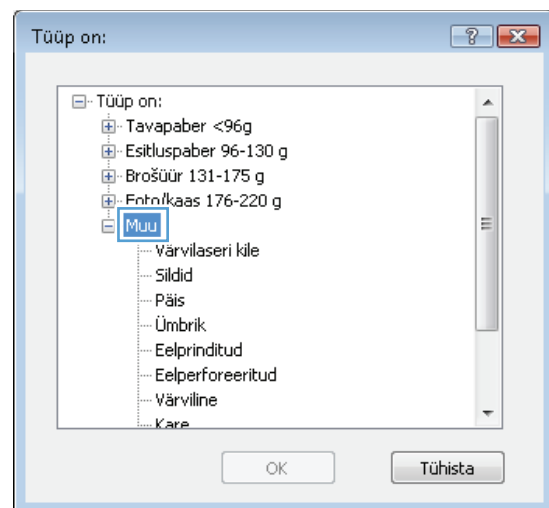 Tüüp on:
Tüüp on:
Tavapaber <96g
Esitluspaber 96-130 g
Brošüür 131-175 g
Foto/kaas 176-220 g
Muu
Värvilaseri kile
Sildid
Päis
Ümbrik
Eelprinditud
Eelperforeeritud
Värviline
Kare
OK Tühista